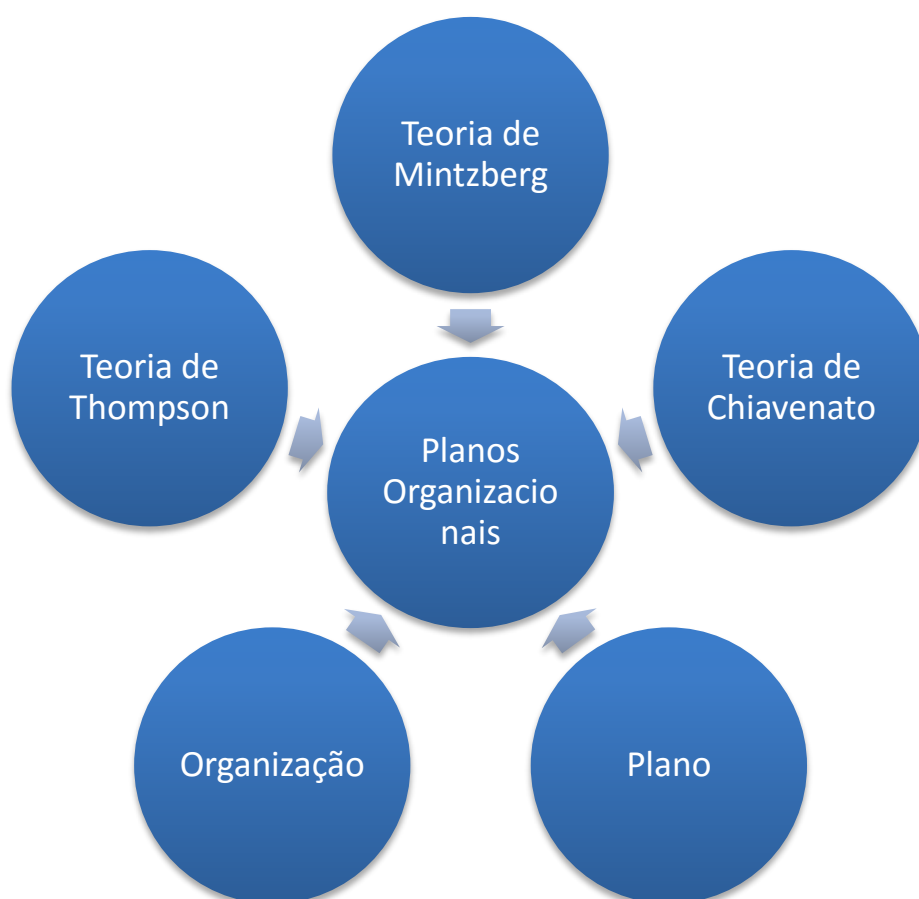 Teoria de
Mintzberg
Teoria de
Thompson
Teoria de
Chiavenato
Planos
Organizacio
nais
Organização
Plano